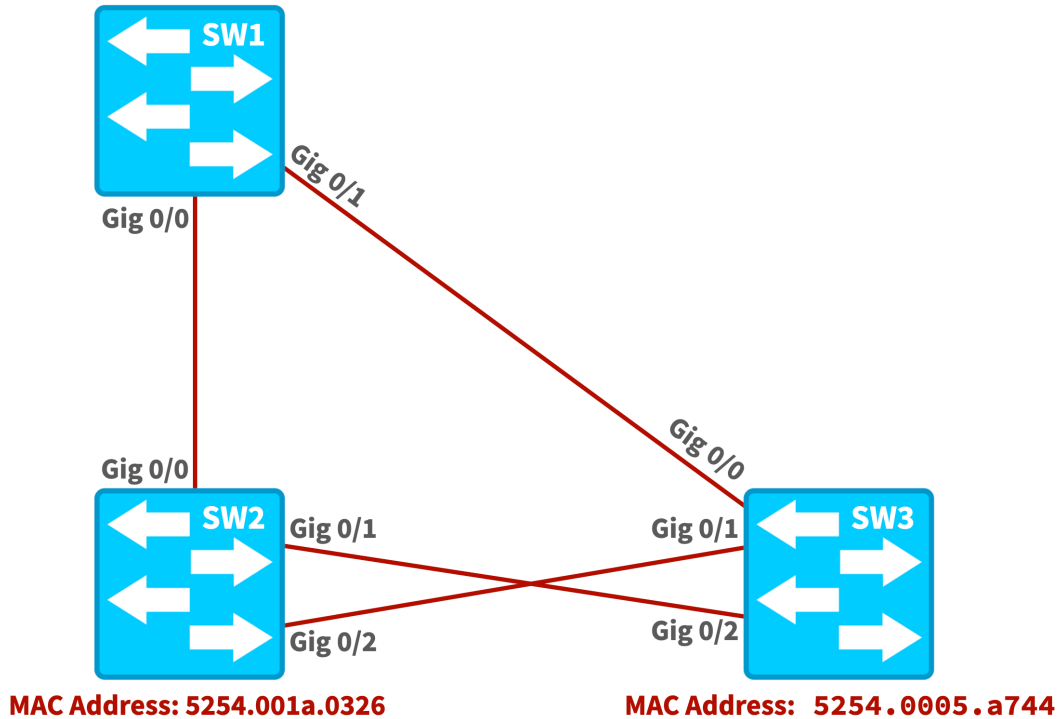 SW1
Gig 0/1
Gig 0/0
Gig 0/0
Gig 0/0
SW2
SW3
Gig 0/1
Gig 0/1
Gig 0/2
Gig 0/2
MAC Address: 5254.001a.0326
MAC Address: 5254.0005.a744